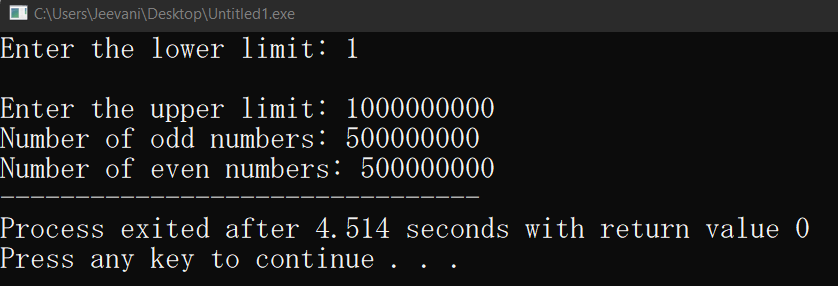 C:\Users\Jeevani\Desktop\Untitled1.exe
Enter the lower limit: 1
Enter the upper limit: 1000000000
Number of odd numbers: 500000000
Number of even numbers: 500000000
--------------------------------
Process exited after 4.514 seconds with return value 0
Press any key to continue . . .